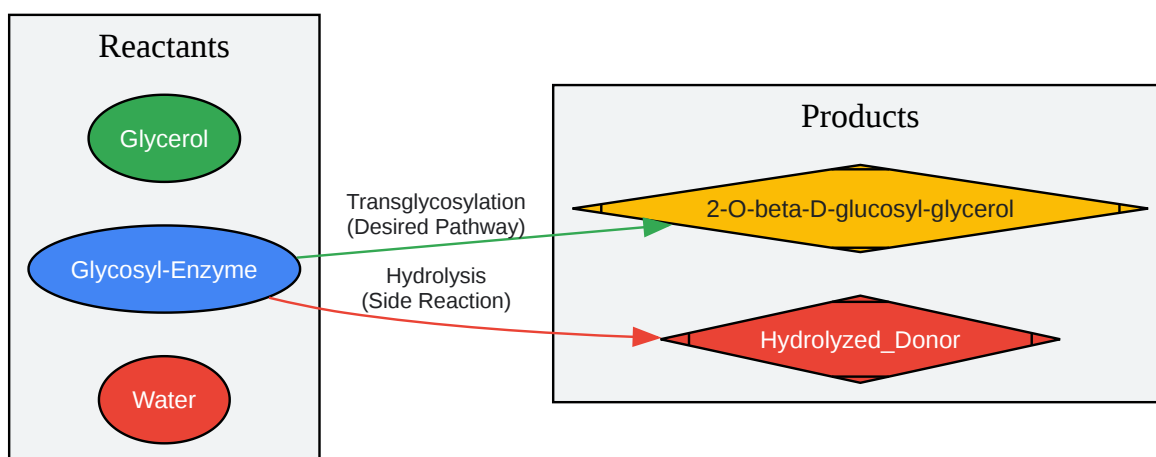 Reactants
Glycerol
Glycosyl-Enzyme
Water
Transglycosylation
(Desired Pathway)
Hydrolysis
(Side Reaction)
Products
2-O-beta-D-glucosyl-glycerol
Hydrolyzed_Donor